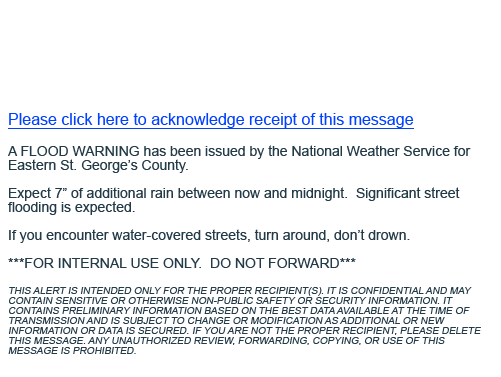 Please click here to acknowledge receipt of this message
A FLOOD WARNING has been issued by the National Weather Service for
Eastern St. George’s County.
Expect 7” of additional rain between now and midnight.  Significant street
flooding is expected.
If you encounter water-covered streets, turn around, don’t drown.
***FOR INTERNAL USE ONLY.  DO NOT FORWARD***
THIS ALERT IS INTENDED ONLY FOR THE PROPER RECIPIENT(S). IT IS CONFIDENTIAL AND MAY
CONTAIN SENSITIVE OR OTHERWISE NON-PUBLIC SAFETY OR SECURITY INFORMATION. IT
CONTAINS PRELIMINARY INFORMATION BASED ON THE BEST DATA AVAILABLE AT THE TIME OF
TRANSMISSION AND IS SUBJECT TO CHANGE OR MODIFICATION AS ADDITIONAL OR NEW
INFORMATION OR DATA IS SECURED. IF YOU ARE NOT THE PROPER RECIPIENT, PLEASE DELETE
THIS MESSAGE. ANY UNAUTHORIZED REVIEW, FORWARDING, COPYING, OR USE OF THIS
MESSAGE IS PROHIBITED.